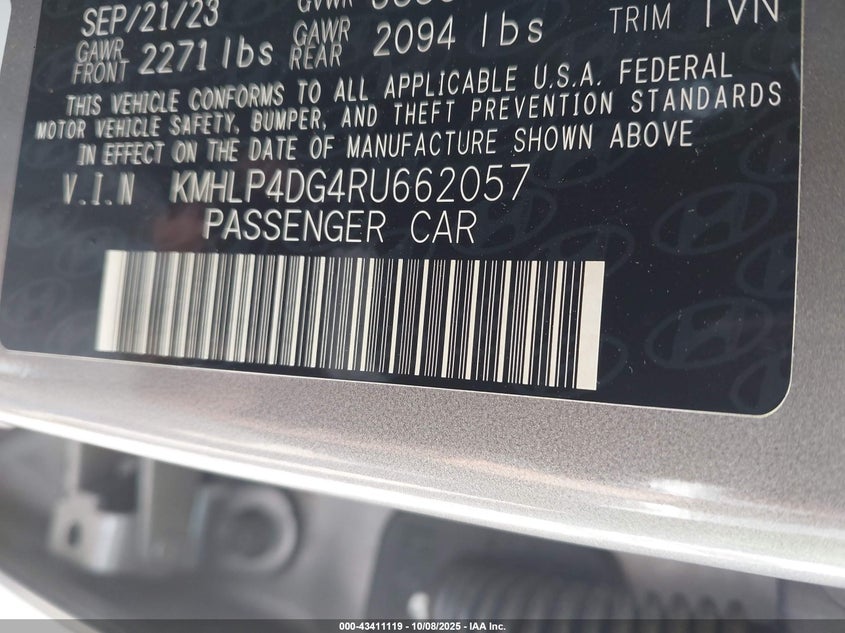 SEP/21/23 GVWR
GAWR FRONT 2271 lbs GAWR REAR 2094 lbs TRIM TVN
THIS VEHICLE CONFORMS TO ALL APPLICABLE U.S.A. FEDERAL
MOTOR VEHICLE SAFETY, BUMPER, AND THEFT PREVENTION STANDARDS
IN EFFECT ON THE DATE OF MANUFACTURE SHOWN ABOVE
V.I.N KMHLP4DG4RU662057
PASSENGER CAR
000-43411119 - 10/08/2025 - IAA Inc.